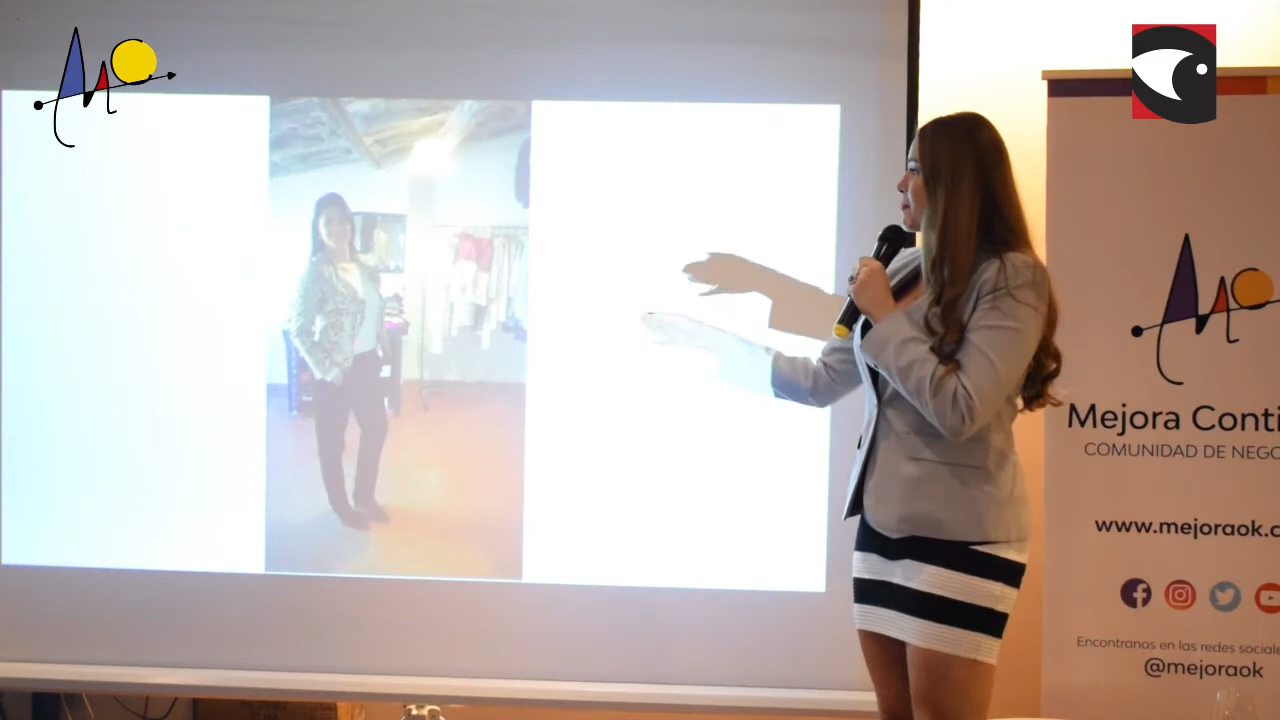 Mejora Conti
COMUNIDAD DE NEGO
www.mejoraok.c
Encontranos en las redes sociale
@mejoraok